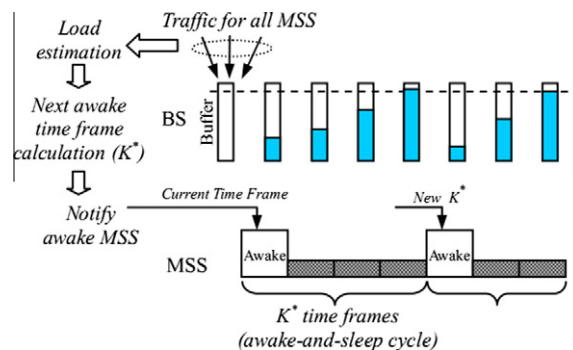 Traffic for all MSS
Load
estimation
Next awake
time frame
calculation (K*)
BS
Buffer
Notify
awake MSS
Current Time Frame
New K*
MSS
Awake
Awake
K* time frames
(awake-and-sleep cycle)